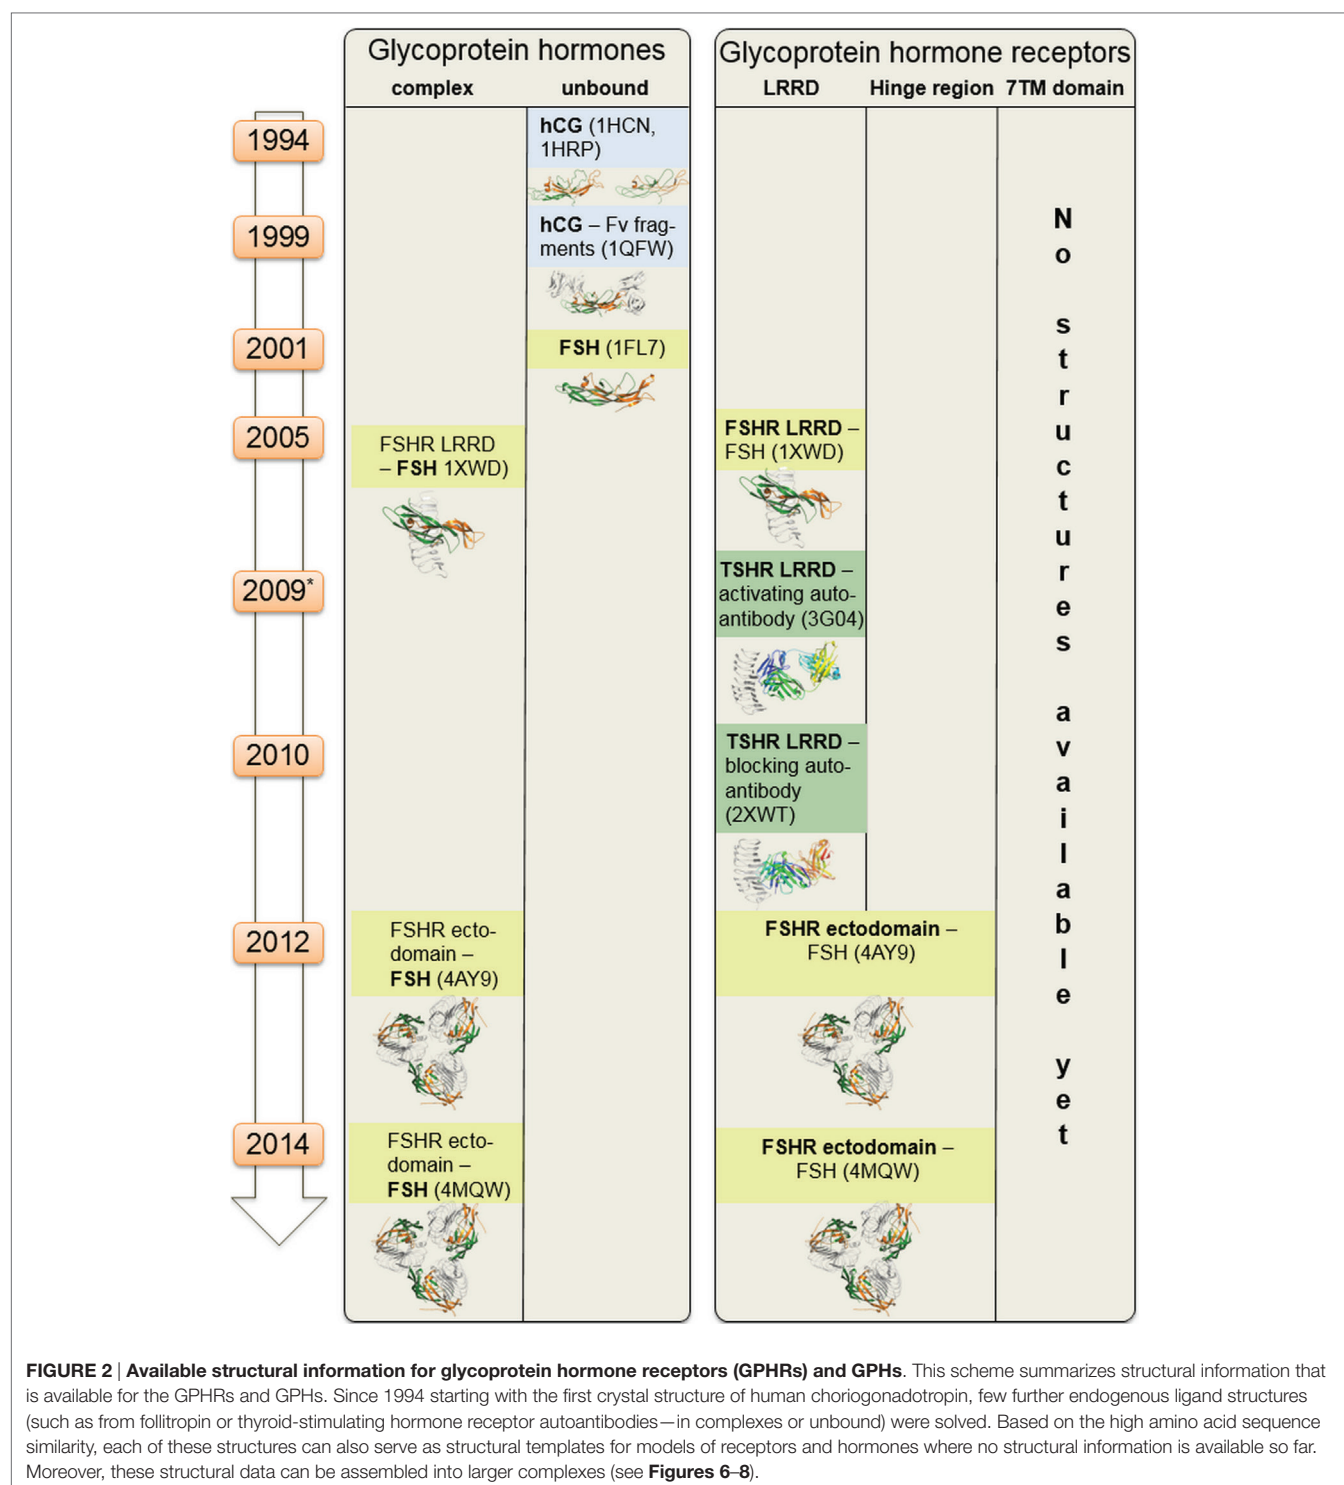 Glycoprotein hormones
complex
unbound
Glycoprotein hormone receptors
LRRD
Hinge region
7TM domain
1994
hCG (1HCN,
1HRP)
1999
hCG – Fv frag-
ments (1QFW)
2001
FSH (1FL7)
2005
FSHR LRRD
– FSH 1XWD)
FSHR LRRD –
FSH (1XWD)
2009*
TSHR LRRD –
activating auto-
antibody (3G04)
2010
TSHR LRRD –
blocking auto-
antibody
(2XWT)
2012
FSHR ecto-
domain –
FSH (4AY9)
FSHR ectodomain –
FSH (4AY9)
2014
FSHR ecto-
domain –
FSH (4MQW)
FSHR ectodomain –
FSH (4MQW)
No structures available yet
FIGURE 2 | Available structural information for glycoprotein hormone receptors (GPHRs) and GPHs. This scheme summarizes structural information that
is available for the GPHRs and GPHs. Since 1994 starting with the first crystal structure of human choriogonadotropin, few further endogenous ligand structures
(such as from follitropin or thyroid-stimulating hormone receptor autoantibodies—in complexes or unbound) were solved. Based on the high amino acid sequence
similarity, each of these structures can also serve as structural templates for models of receptors and hormones where no structural information is available so far.
Moreover, these structural data can be assembled into larger complexes (see Figures 6–8).